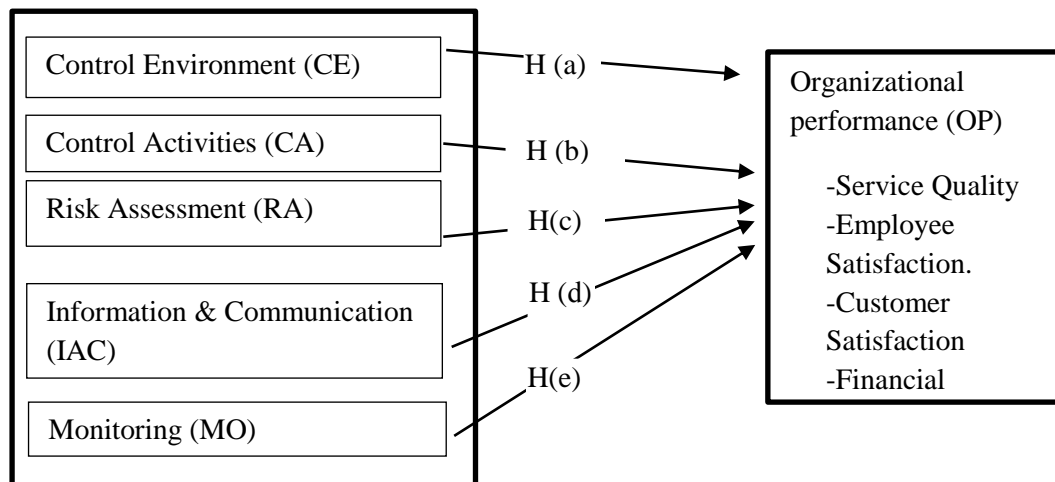 Control Environment (CE)
Control Activities (CA)
Risk Assessment (RA)
Information & Communication
(IAC)
Monitoring (MO)
H (a)
H (b)
H(c)
H (d)
H(e)
Organizational
performance (OP)
-Service Quality
-Employee
Satisfaction.
-Customer
Satisfaction
-Financial